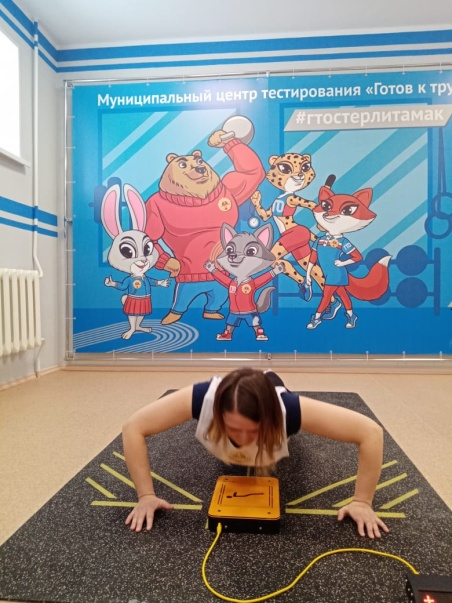 Муниципальный центр тестирования «Готов к тру
#гтостерлитамак